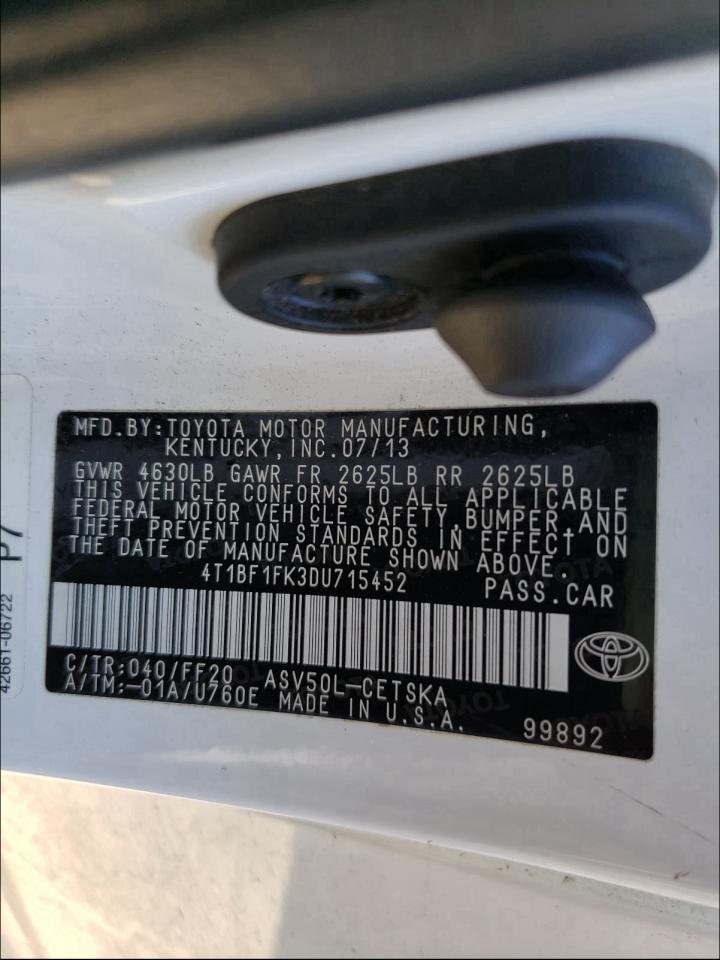 MFD.BY:TOYOTA MOTOR MANUFACTURING,
KENTUCKY,INC.07/13
GVWR 4630LB GAWR FR 2625LB RR 2625LB
THIS VEHICLE CONFORMS TO ALL APPLICABLE
FEDERAL MOTOR VEHICLE SAFETY,BUMPER,AND
THEFT PREVENTION STANDARDS IN EFFECT ON
THE DATE OF MANUFACTURE SHOWN ABOVE.
4T1BF1FK3DU715452 PASS.CAR
C/TR:040/FF20 ASV50L-CETSKA
A/TM:-01A/U760E MADE IN U.S.A.
99892
42661-06722
P7